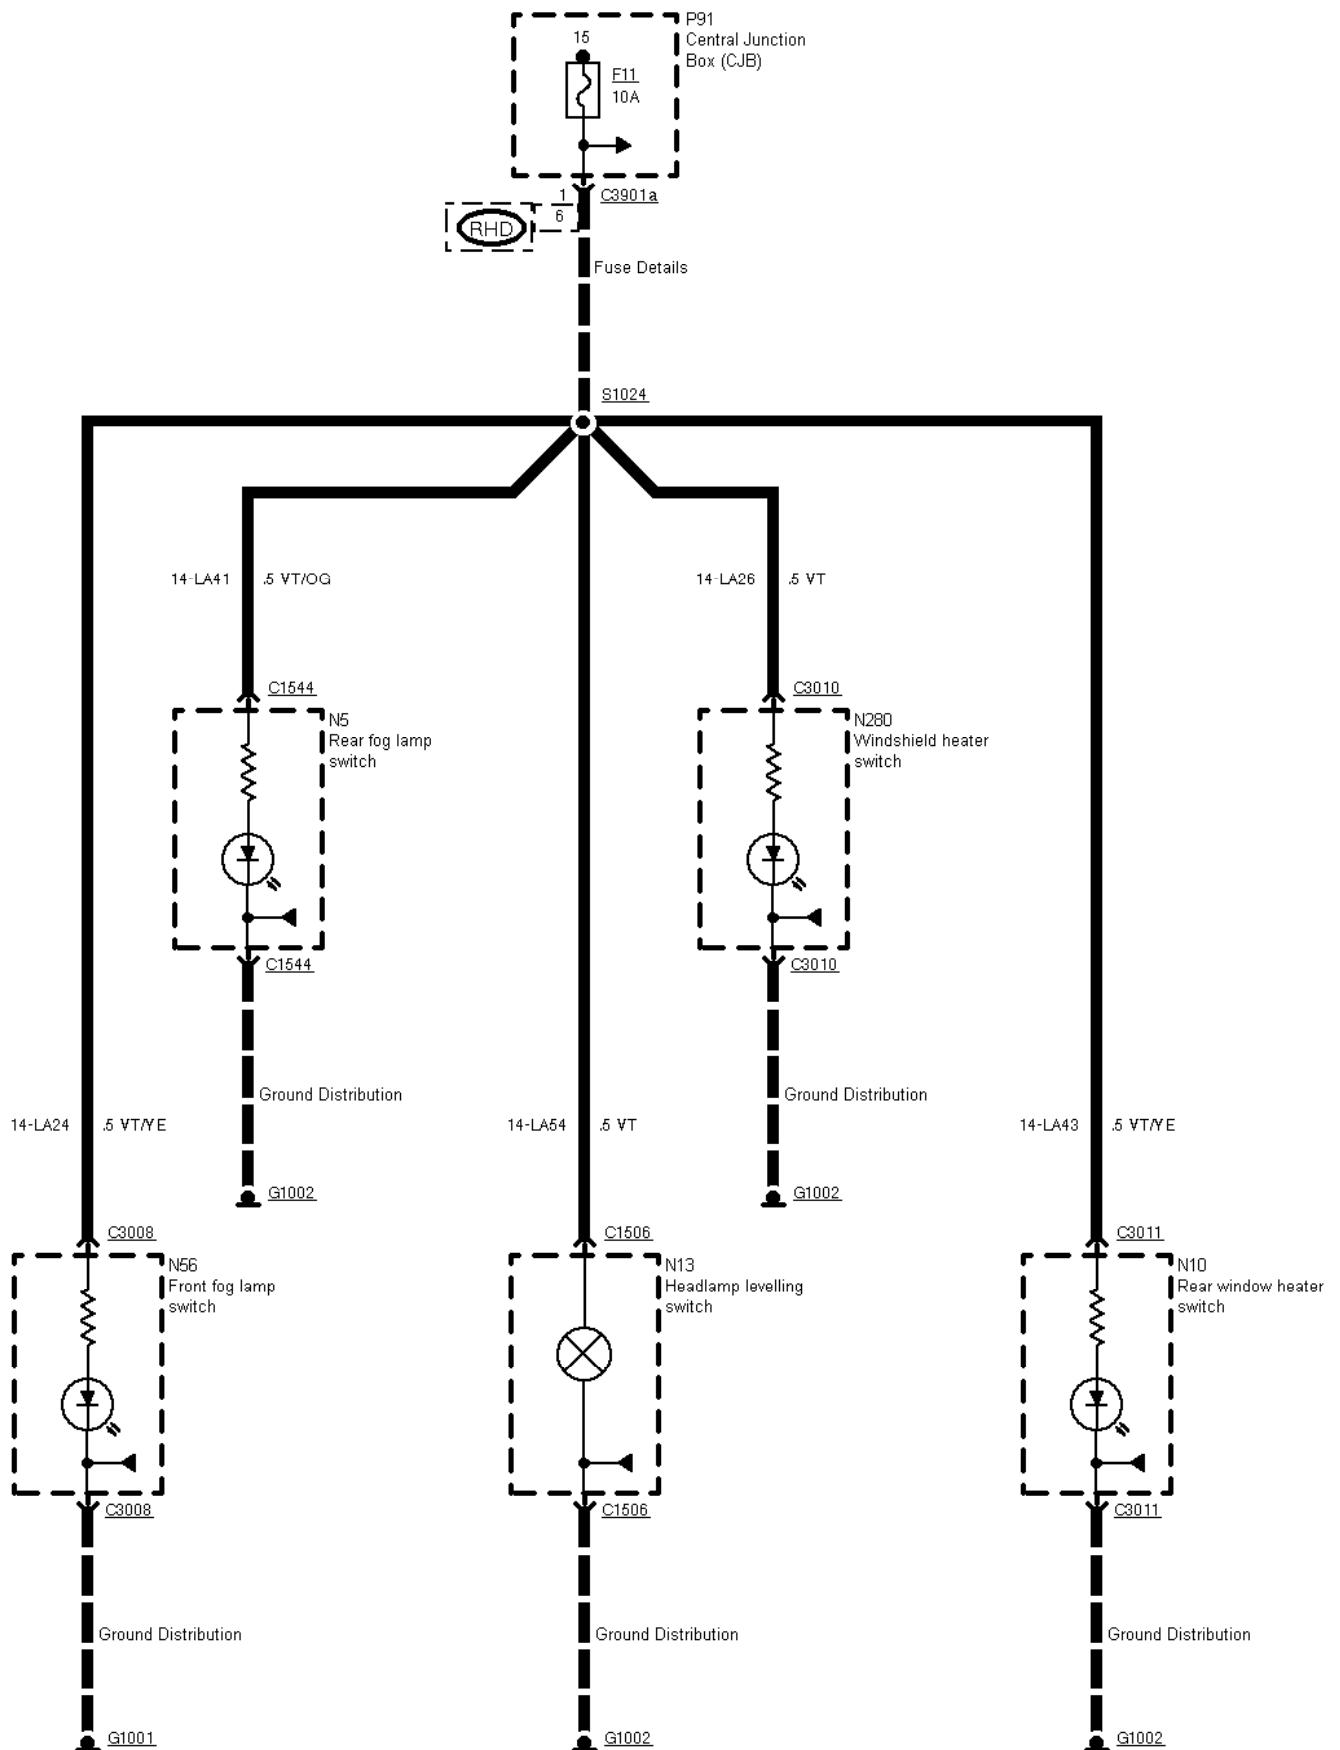 P91
Central Junction
Box (CJB)
15
F11
10A
1
C3901a
6
RHD
Fuse Details
S1024
14-LA41
.5 VT/OG
14-LA26
.5 VT
C1544
C3010
N5
Rear fog lamp
switch
N280
Windshield heater
switch
C1544
C3010
Ground Distribution
Ground Distribution
14-LA24
.5 VT/YE
14-LA54
.5 VT
14-LA43
.5 VT/YE
G1002
G1002
C3008
C1506
C3011
N56
Front fog lamp
switch
N13
Headlamp levelling
switch
N10
Rear window heater
switch
C3008
C1506
C3011
Ground Distribution
Ground Distribution
Ground Distribution
G1001
G1002
G1002